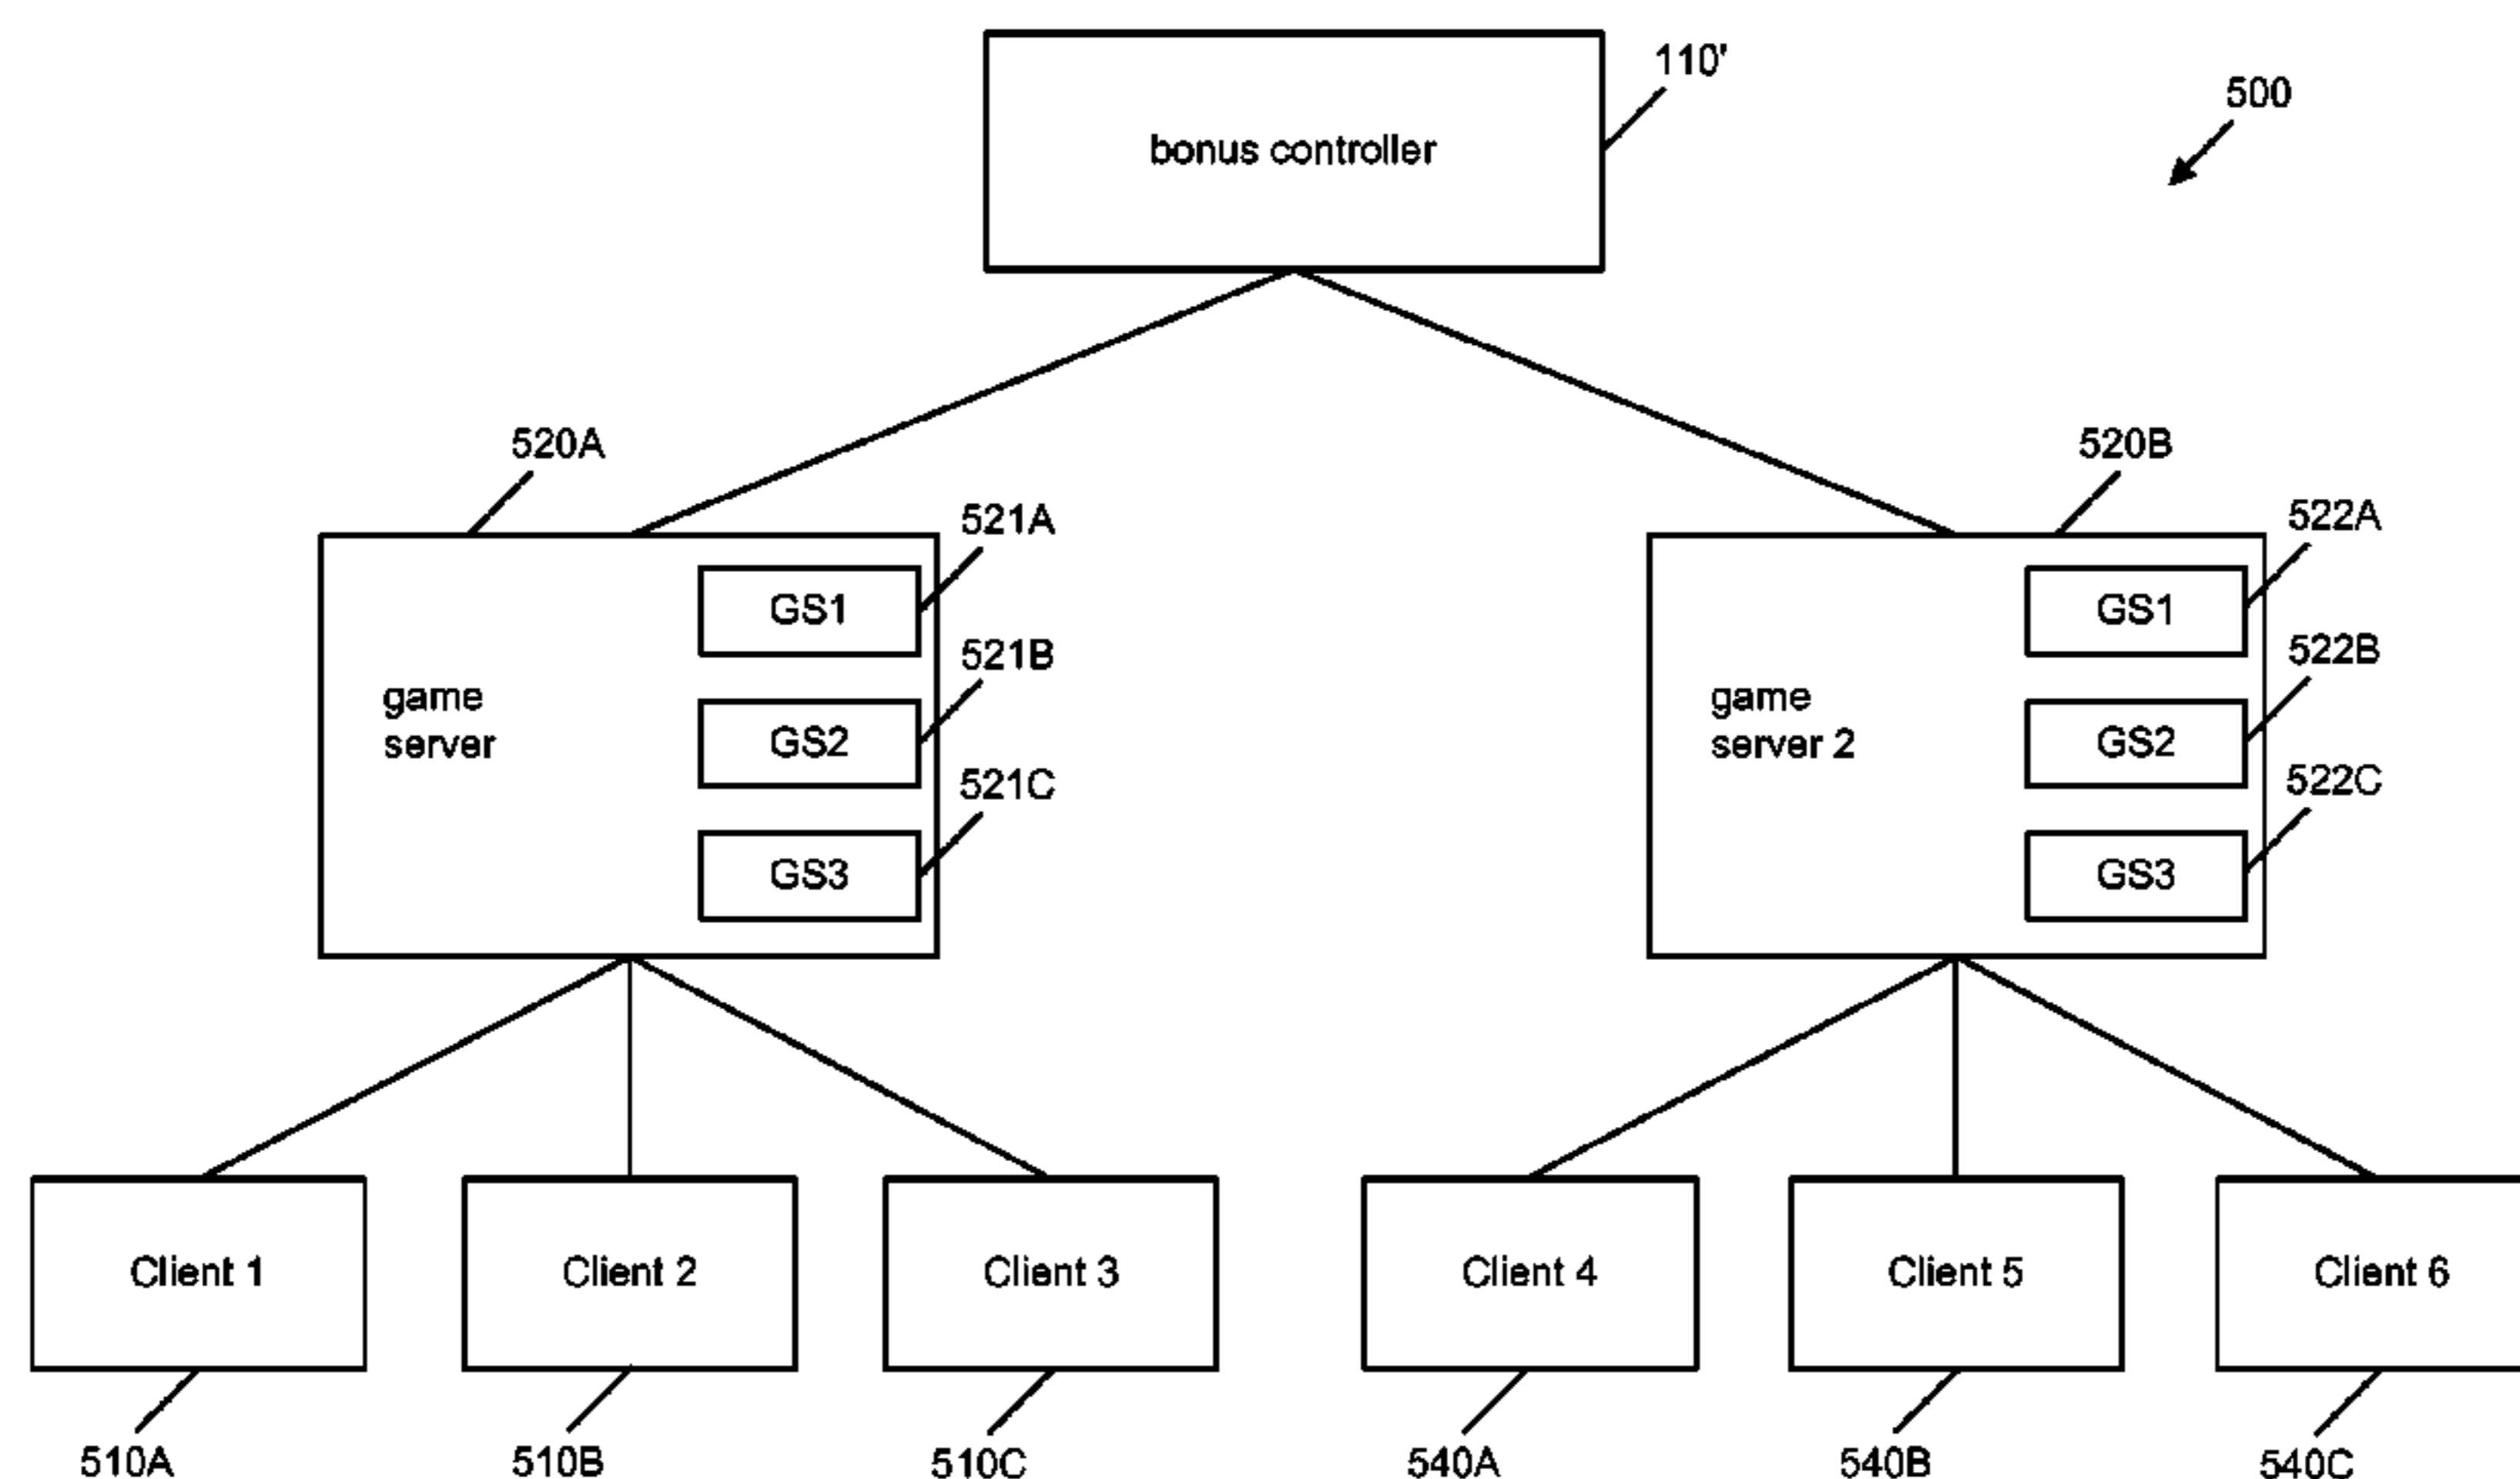 110'
500
bonus controller
520A
520B
521A
522A
GS1
GS1
521B
522B
game
server
GS2
game
server 2
GS2
521C
522C
GS3
GS3
Client 1
Client 2
Client 3
Client 4
Client 5
Client 6
510A
510B
510C
540A
540B
540C